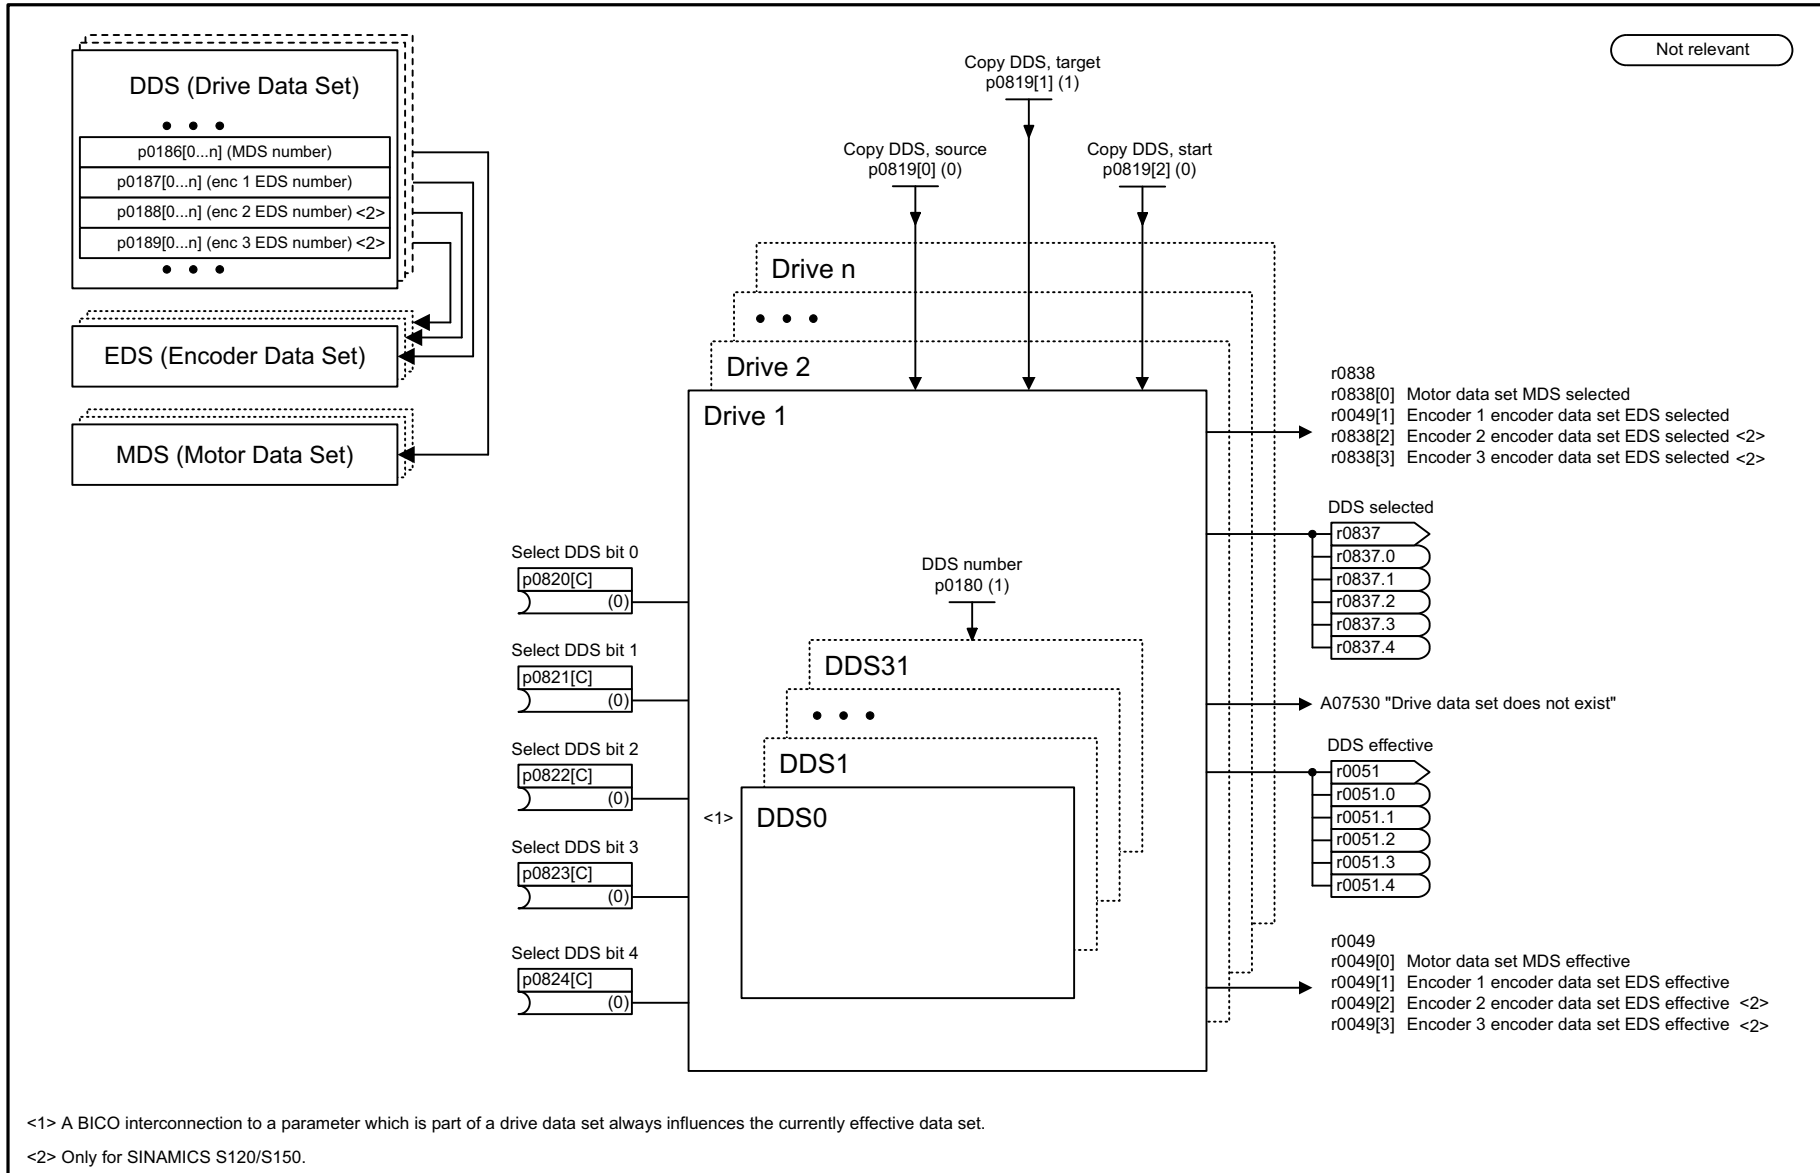 Not relevant
DDS (Drive Data Set)
p0186[0...n] (MDS number)
p0187[0...n] (enc 1 EDS number)
p0188[0...n] (enc 2 EDS number) <2>
p0189[0...n] (enc 3 EDS number) <2>
EDS (Encoder Data Set)
MDS (Motor Data Set)
Copy DDS, target
p0819[1] (1)
Copy DDS, source
p0819[0] (0)
Copy DDS, start
p0819[2] (0)
Drive n
Drive 2
Drive 1
Select DDS bit 0
p0820[C]
(0)
Select DDS bit 1
p0821[C]
(0)
Select DDS bit 2
p0822[C]
(0)
Select DDS bit 3
p0823[C]
(0)
Select DDS bit 4
p0824[C]
(0)
DDS number
p0180 (1)
DDS31
DDS1
<1>
DDS0
r0838
r0838[0] Motor data set MDS selected
r0049[1] Encoder 1 encoder data set EDS selected
r0838[2] Encoder 2 encoder data set EDS selected <2>
r0838[3] Encoder 3 encoder data set EDS selected <2>
DDS selected
r0837
r0837.0
r0837.1
r0837.2
r0837.3
r0837.4
A07530 "Drive data set does not exist"
DDS effective
r0051
r0051.0
r0051.1
r0051.2
r0051.3
r0051.4
r0049
r0049[0] Motor data set MDS effective
r0049[1] Encoder 1 encoder data set EDS effective
r0049[2] Encoder 2 encoder data set EDS effective <2>
r0049[3] Encoder 3 encoder data set EDS effective <2>
<1> A BICO interconnection to a parameter which is part of a drive data set always influences the currently effective data set.
<2> Only for SINAMICS S120/S150.